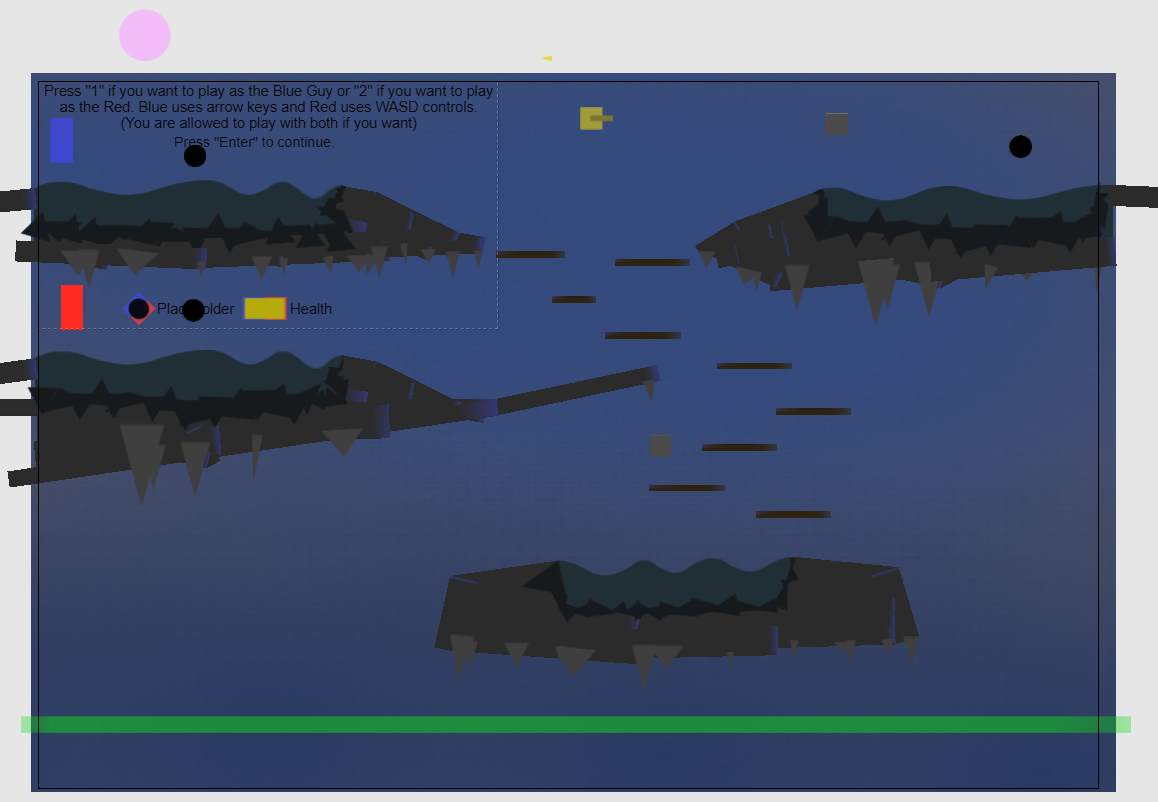 Press "1" if you want to play as the Blue Guy or "2" if you want to play
as the Red. Blue uses arrow keys and Red uses WASD controls.
(You are allowed to play with both if you want)
Press "Enter" to continue.
Health